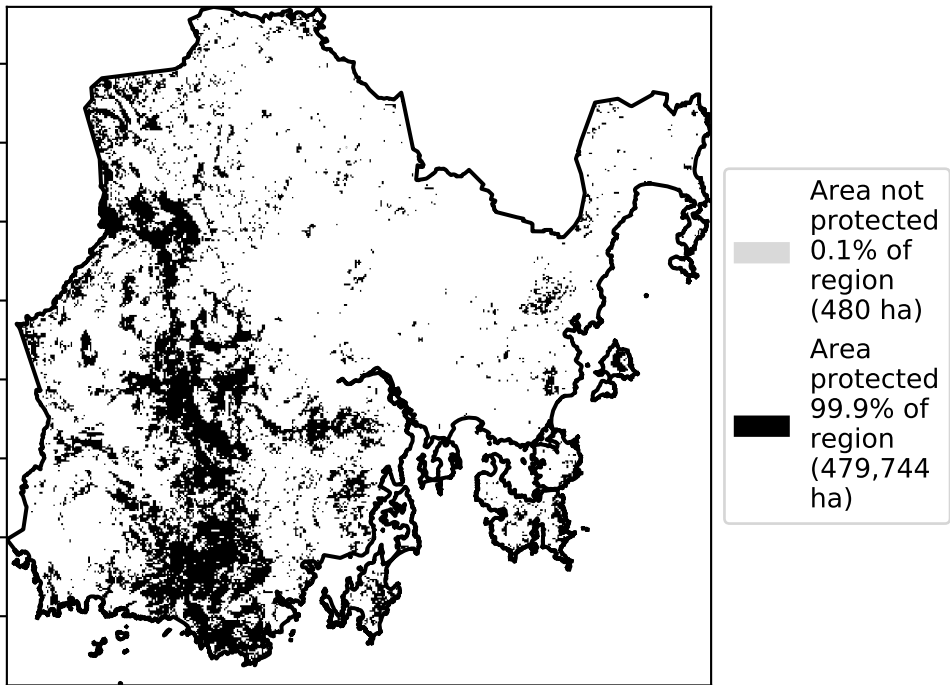 Area not
protected
0.1% of
region
(480 ha)
Area
protected
99.9% of
region
(479,744
ha)